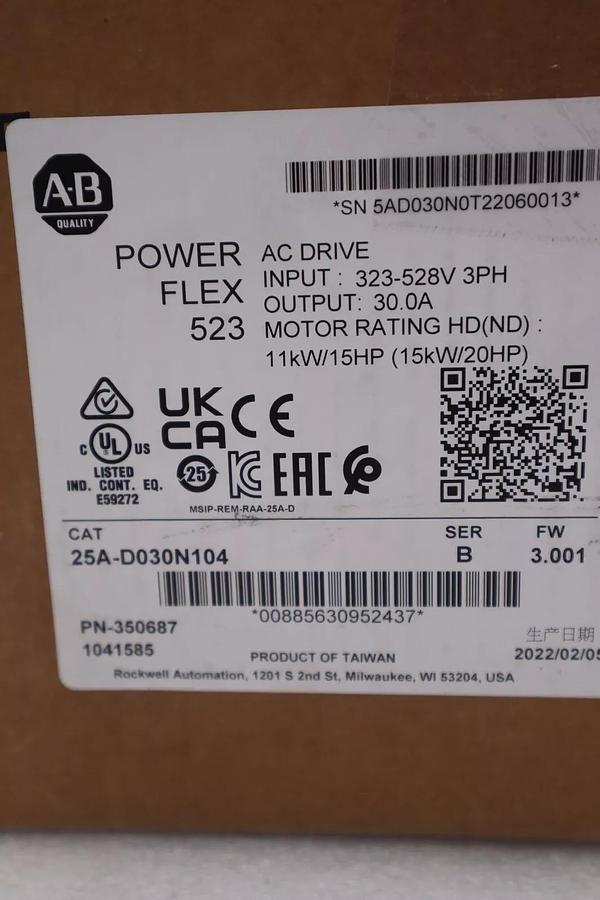 A-B
QUALITY
*SN 5AD030N0T22060013*
POWER FLEX 523
AC DRIVE
INPUT : 323-528V 3PH
OUTPUT: 30.0A
MOTOR RATING HD(ND) :
11kW/15HP (15kW/20HP)
UK CA CE
C UL US
LISTED
IND. CONT. EQ.
E59272
25 EAC
MSIP-REM-RAA-25A-D
CAT SER FW
25A-D030N104 B 3.001
*00885630952437*
PN-350687
1041585
生产日期
2022/02/05
PRODUCT OF TAIWAN
Rockwell Automation, 1201 S 2nd St, Milwaukee, WI 53204, USA